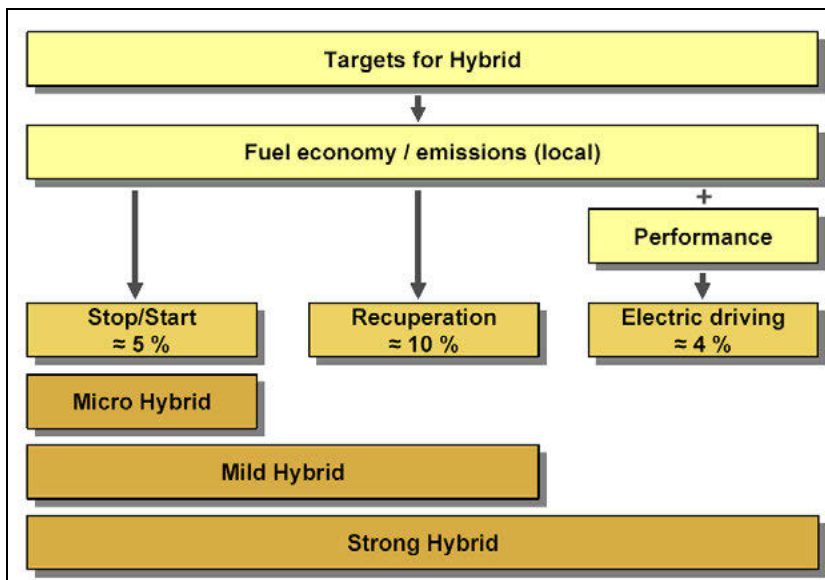 Targets for Hybrid
Fuel economy / emissions (local)
+
Performance
Stop/Start
≈ 5 %
Recuperation
≈ 10 %
Electric driving
≈ 4 %
Micro Hybrid
Mild Hybrid
Strong Hybrid